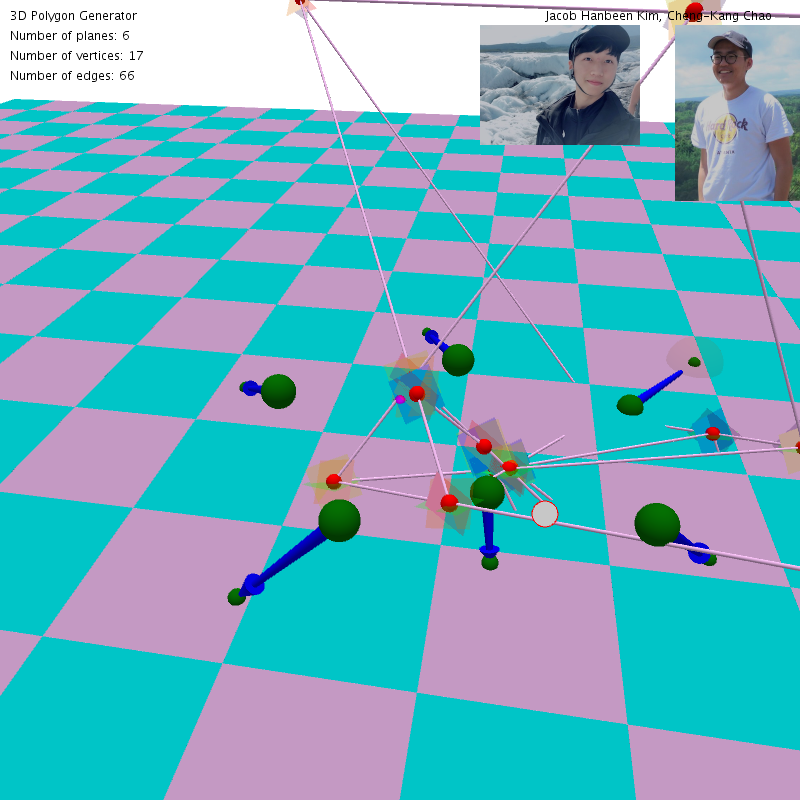 3D Polygon Generator
Jacob Hanbeen Kim, Cheng-Kang Chao
Number of planes: 6
Number of vertices: 17
Number of edges: 66